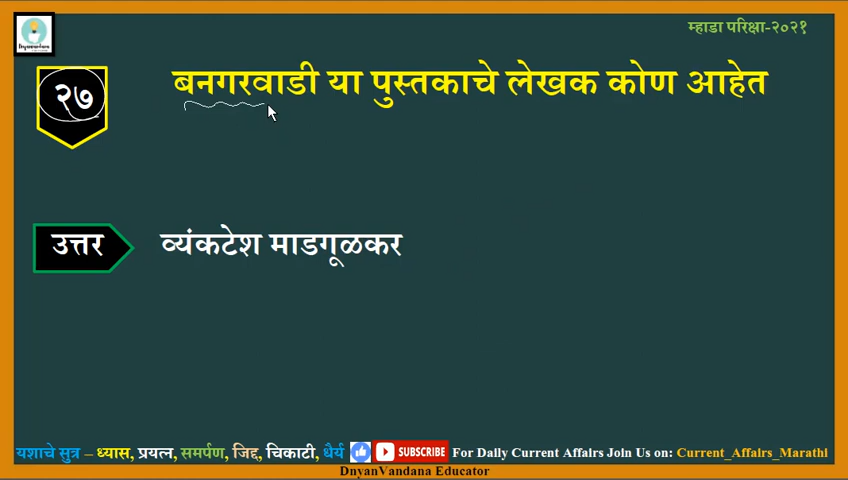 Dnyanvandana
म्हाडा परिक्षा-२०२१
२७
बनगरवाडी या पुस्तकाचे लेखक कोण आहेत
उत्तर
व्यंकटेश माडगूळकर
यशाचे सुत्र – ध्यास, प्रयत्न, समर्पण, जिद्द, चिकाटी, धैर्य SUBSCRIBE For Daily Current Affairs Join Us on: Current_Affairs_Marathi
DnyanVandana Educator